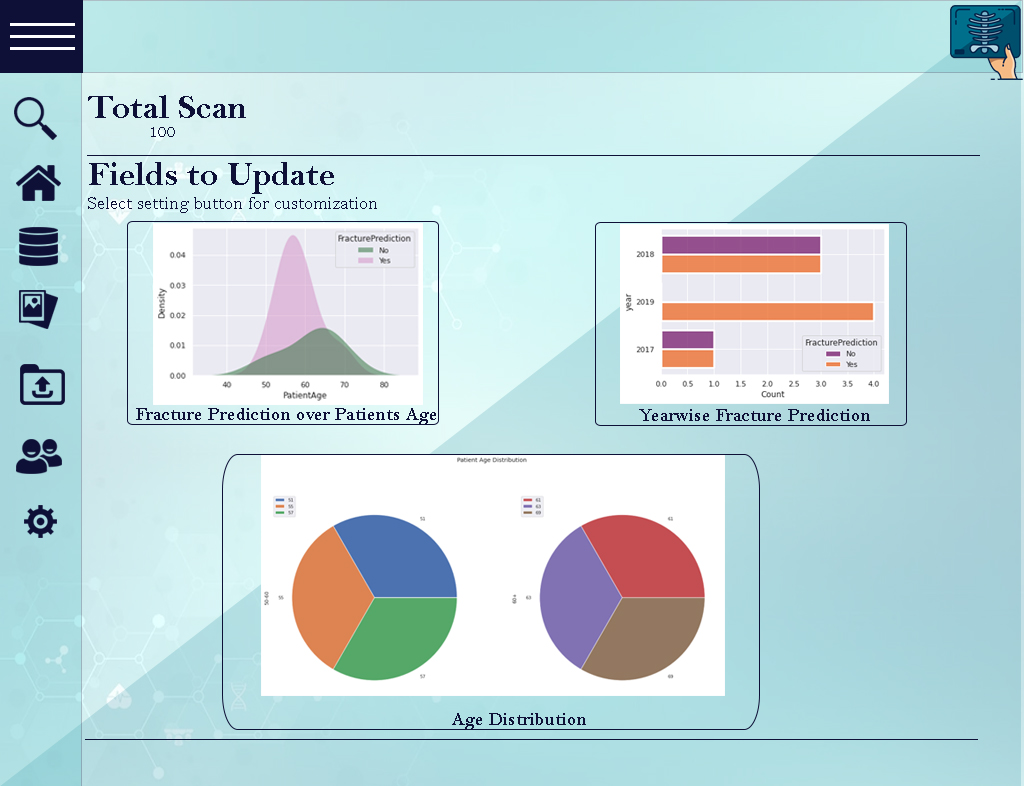 Total Scan
100
Fields to Update
Select setting button for customization
FracturePrediction
No
Yes
0.04
0.03
0.02
0.01
0.00
Density
40 50 60 70 80
PatientAge
Fracture Prediction over Patients Age
2018
2019
2017
year
FracturePrediction
No
Yes
0.0 0.5 1.0 1.5 2.0 2.5 3.0 3.5 4.0
Count
Yearwise Fracture Prediction
Patient Age Distribution
51
55
57
51
55
57
50-60
61
63
69
61
63
69
60+
Age Distribution